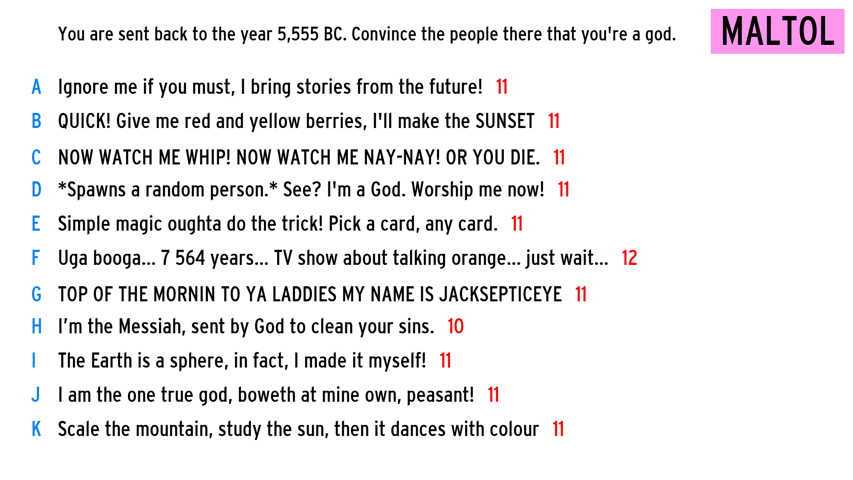 You are sent back to the year 5,555 BC. Convince the people there that you're a god.
MALTOL
A Ignore me if you must, I bring stories from the future! 11
B QUICK! Give me red and yellow berries, I'll make the SUNSET 11
C NOW WATCH ME WHIP! NOW WATCH ME NAY-NAY! OR YOU DIE. 11
D *Spawns a random person.* See? I'm a God. Worship me now! 11
E Simple magic oughta do the trick! Pick a card, any card. 11
F Uga booga... 7 564 years... TV show about talking orange... just wait... 12
G TOP OF THE MORNIN TO YA LADDIES MY NAME IS JACKSEPTICEYE 11
H I’m the Messiah, sent by God to clean your sins. 10
I The Earth is a sphere, in fact, I made it myself! 11
J I am the one true god, boweth at mine own, peasant! 11
K Scale the mountain, study the sun, then it dances with colour 11